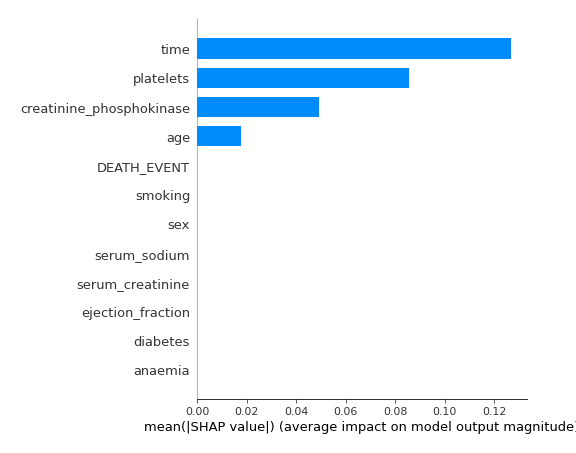 time
platelets
creatinine_phosphokinase
age
DEATH_EVENT
smoking
sex
serum_sodium
serum_creatinine
ejection_fraction
diabetes
anaemia
0.00 0.02 0.04 0.06 0.08 0.10 0.12
mean(|SHAP value|) (average impact on model output magnitude)